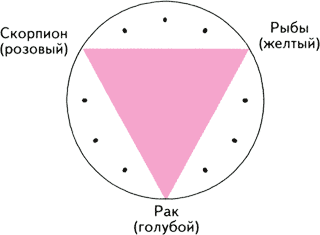 Скорпион
(розовый)
Рыбы
(желтый)
Рак
(голубой)